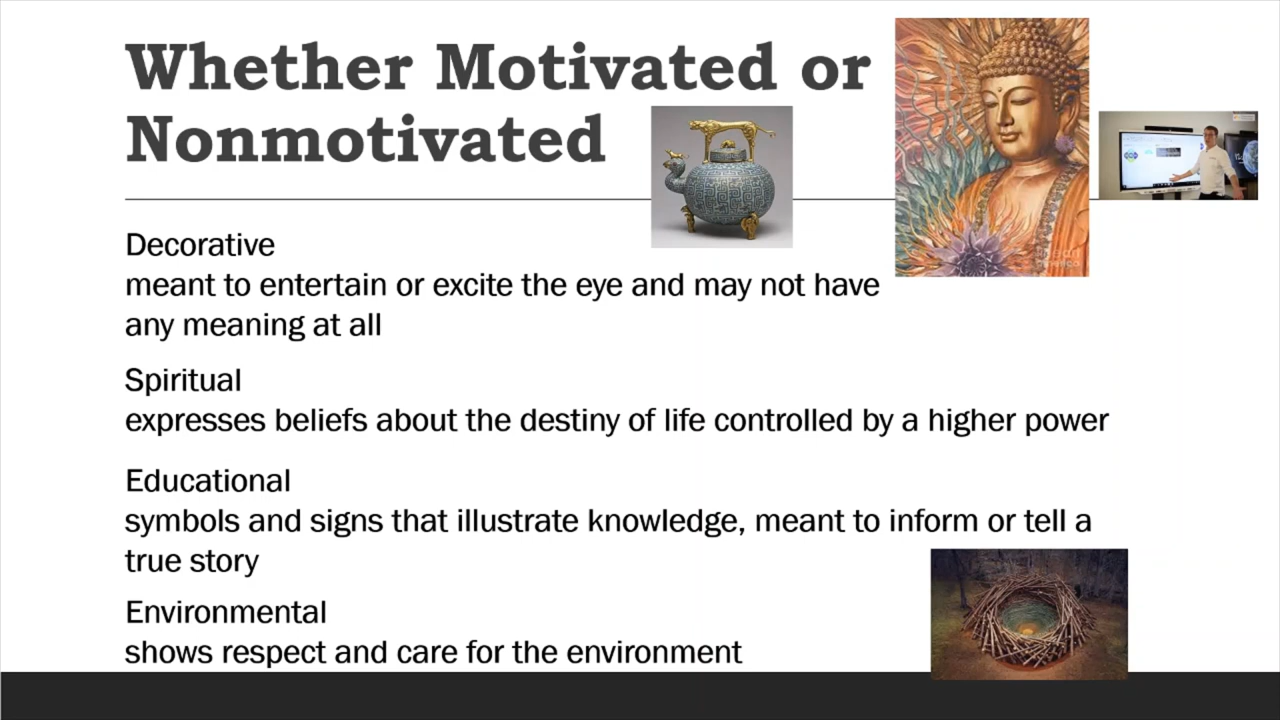 Whether Motivated or
Nonmotivated
Decorative
meant to entertain or excite the eye and may not have
any meaning at all
Spiritual
expresses beliefs about the destiny of life controlled by a higher power
Educational
symbols and signs that illustrate knowledge, meant to inform or tell a
true story
Environmental
shows respect and care for the environment